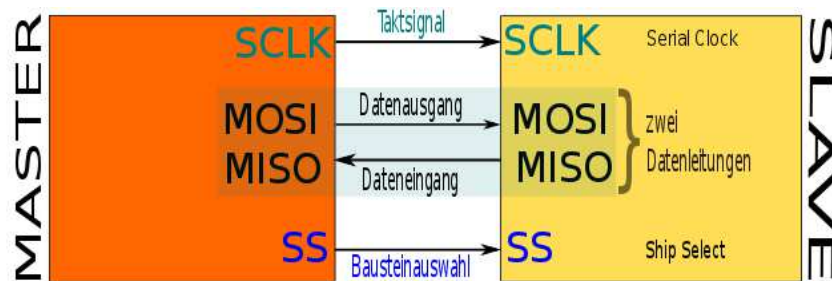 MASTER
SCLK
Taktsignal
SCLK
Serial Clock
MOSI
Datenausgang
MOSI
MISO
Dateneingang
MISO
zwei
Datenleitungen
SS
Bausteinauswahl
SS
Ship Select
SLAVE